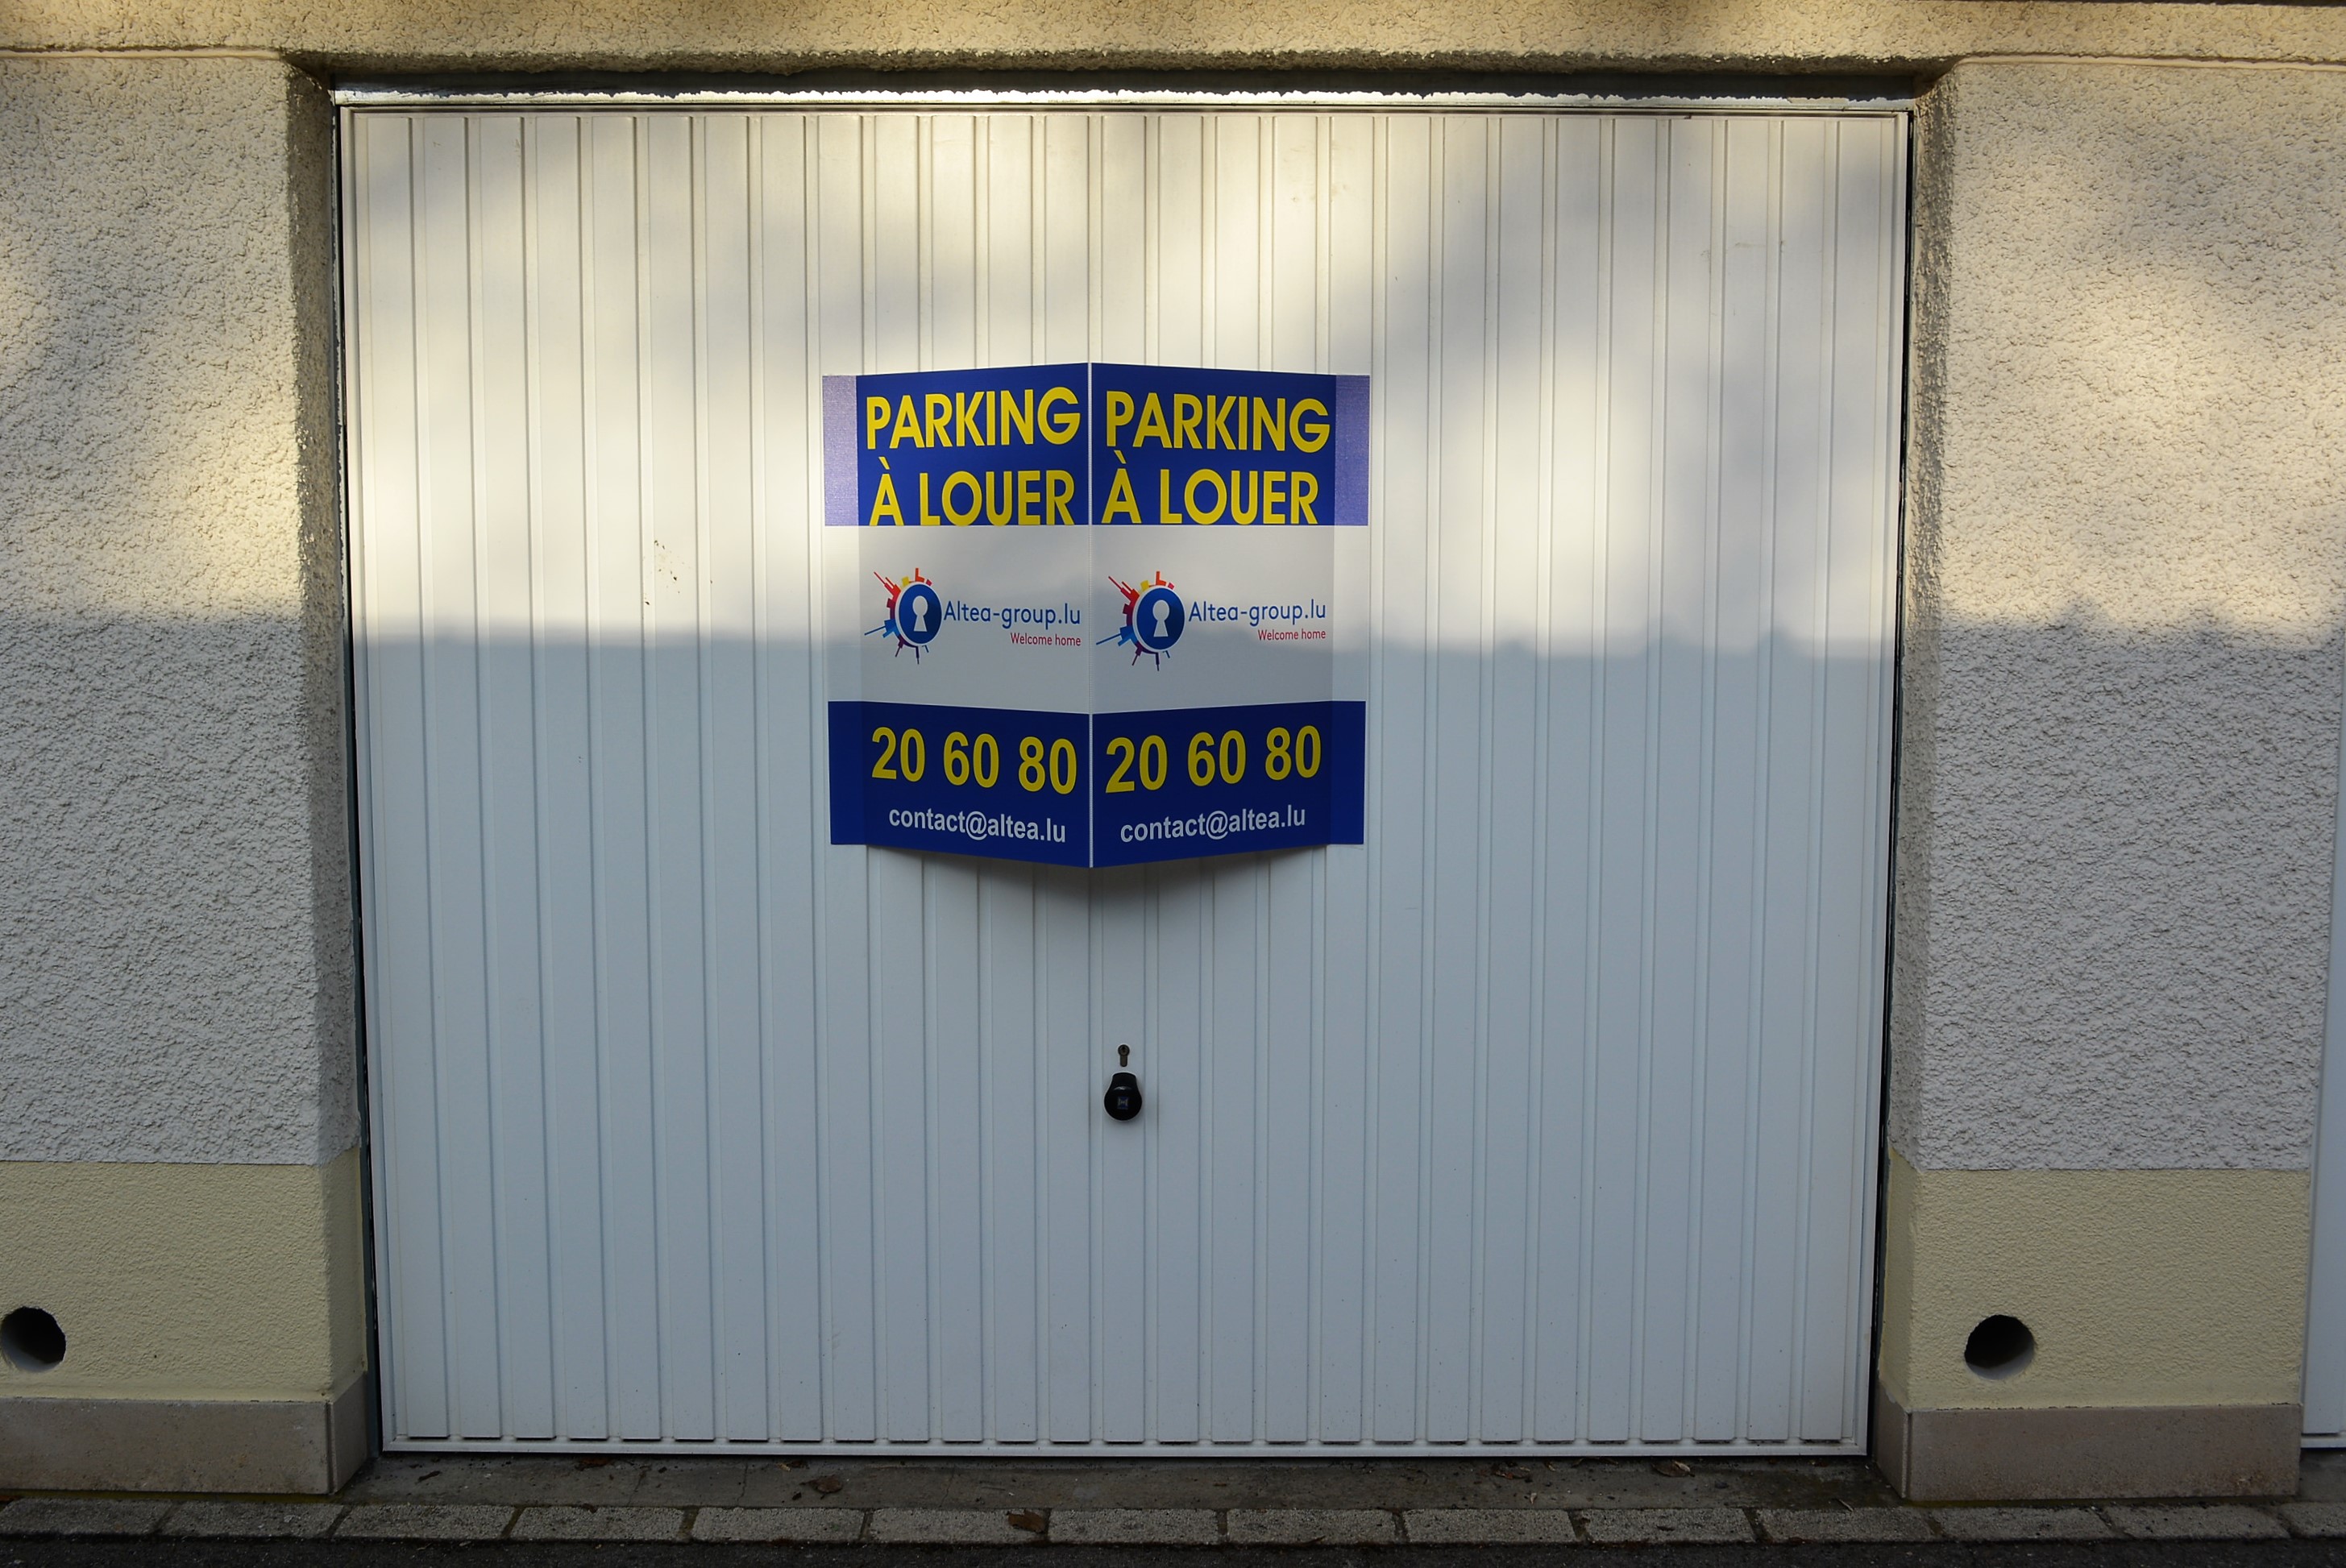 PARKING
À LOUER
Altea-group.lu
Welcome home
20 60 80
contact@altea.lu
PARKING
À LOUER
Altea-group.lu
Welcome home
20 60 80
contact@altea.lu